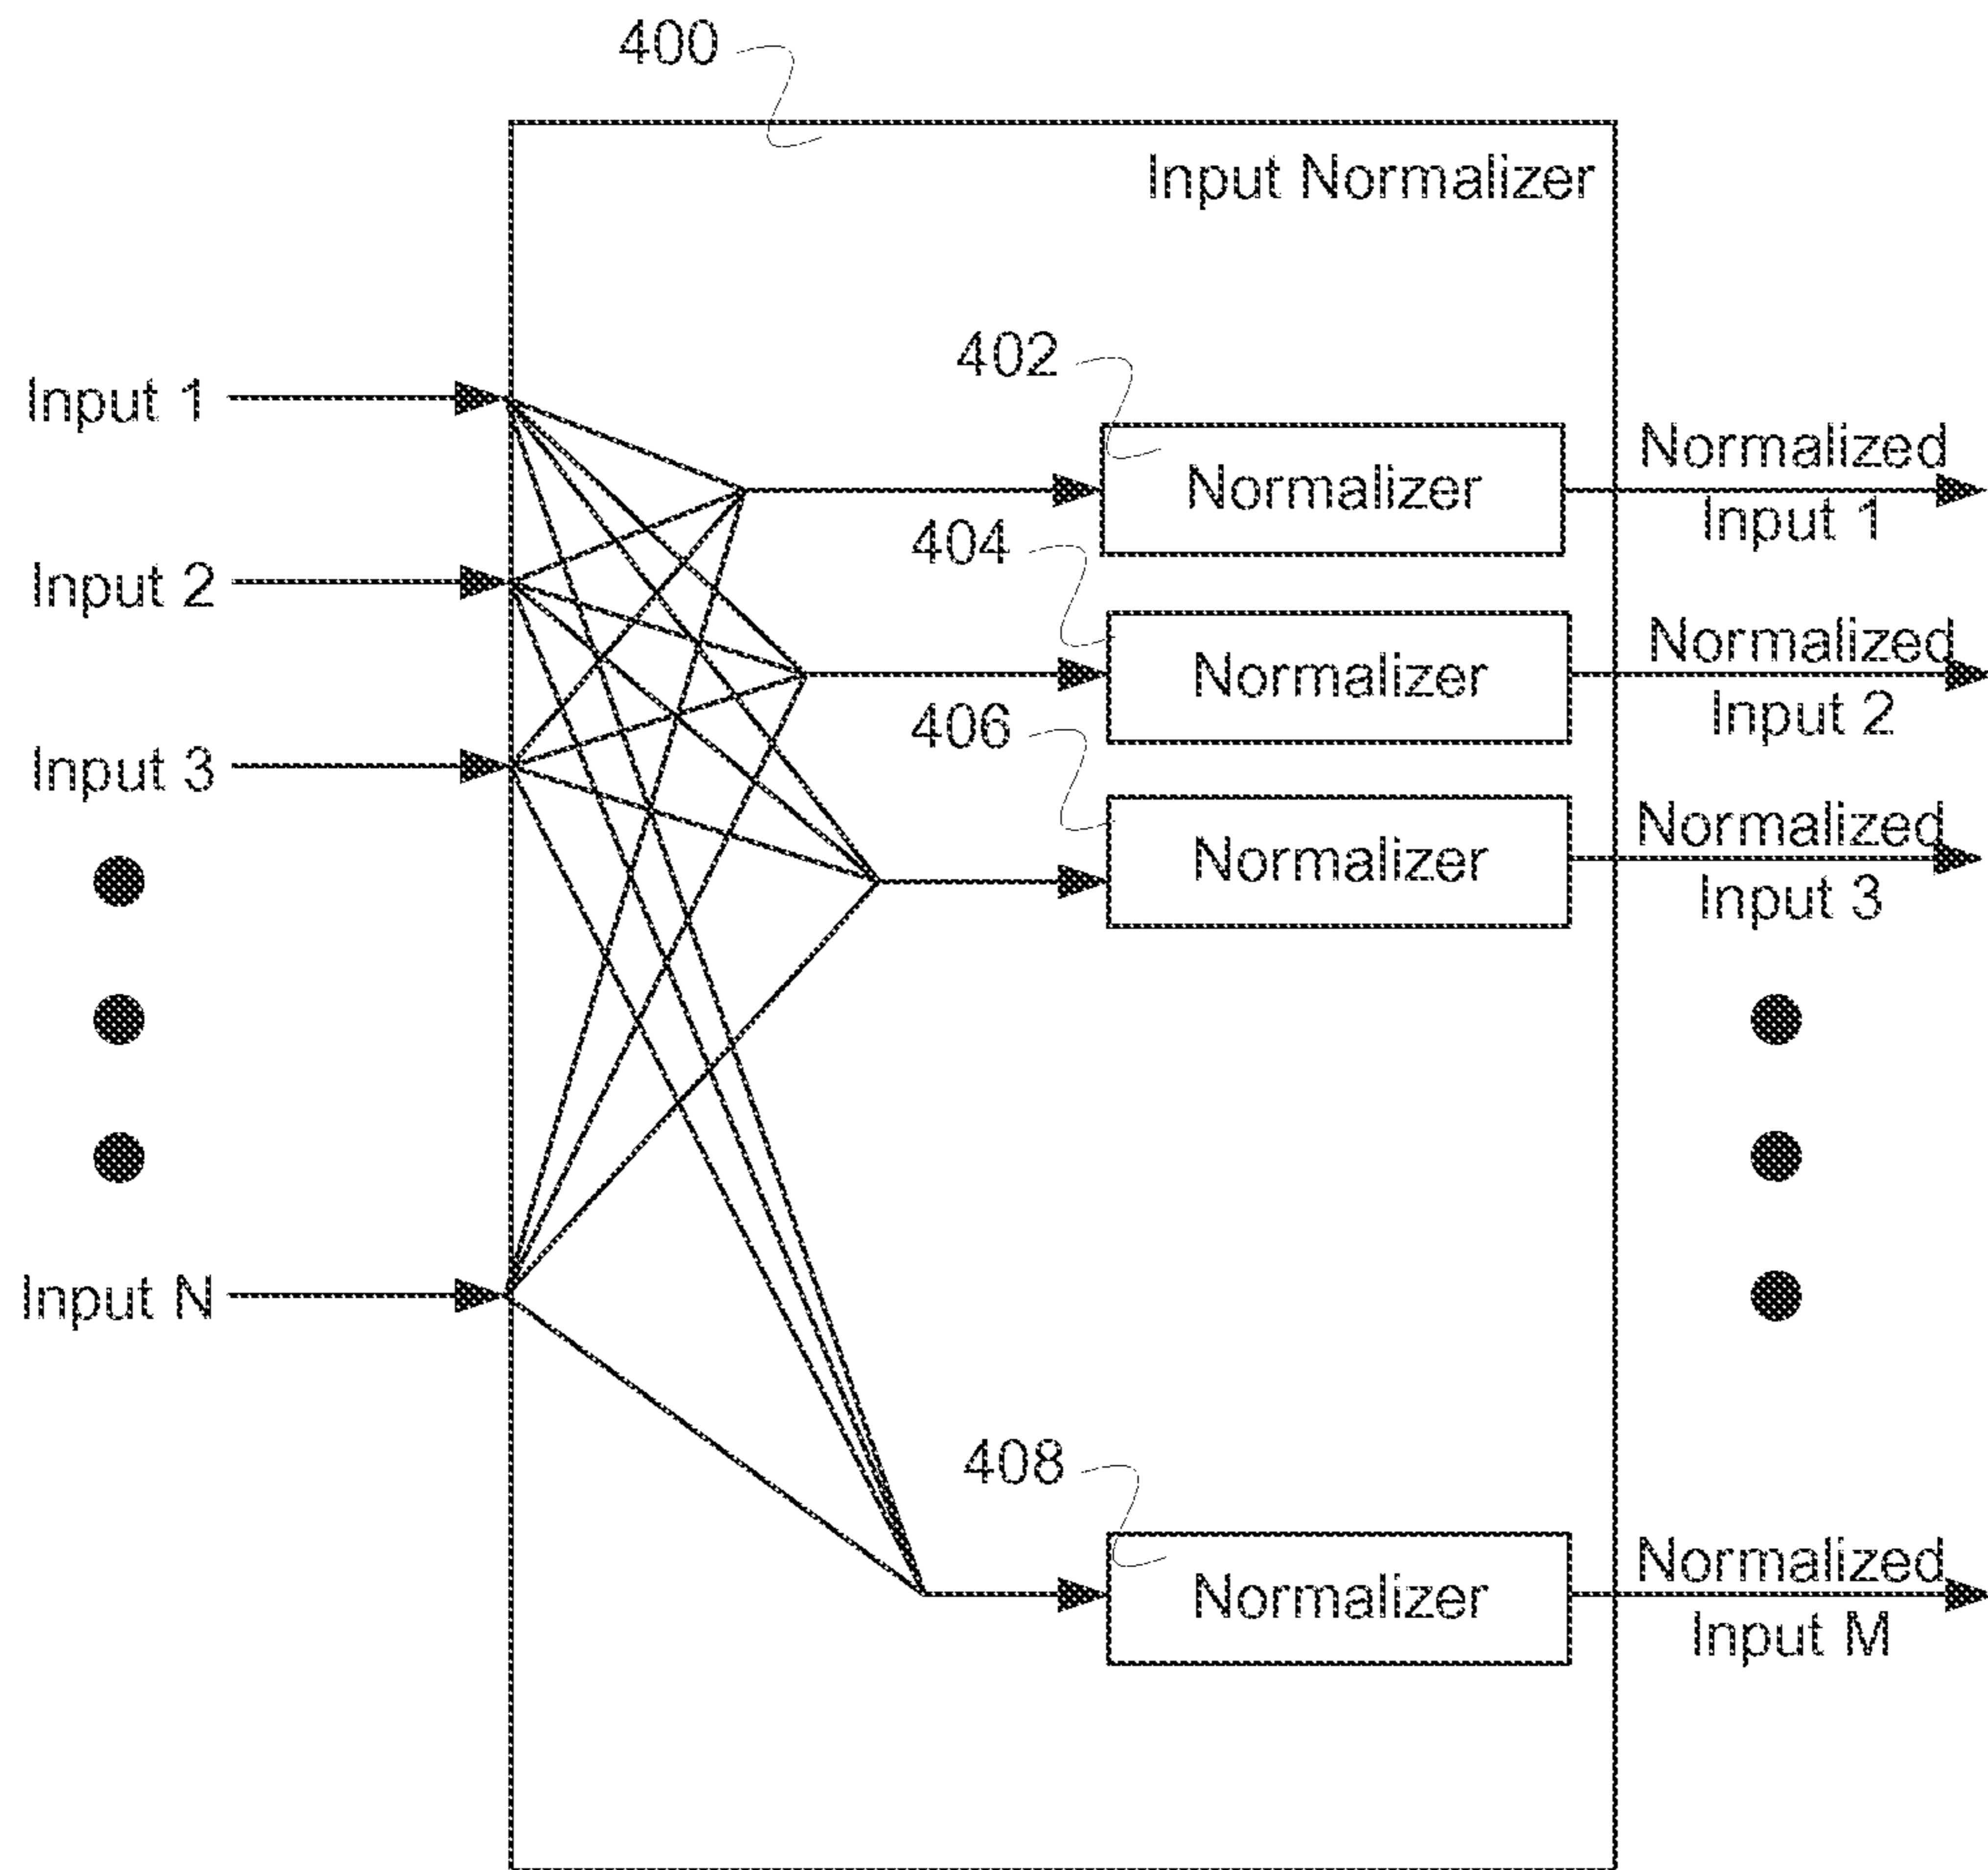 400
Input Normalizer
Input 1
402
Normalizer
Normalized
Input 1
Input 2
404
Normalizer
Normalized
Input 2
Input 3
406
Normalizer
Normalized
Input 3
Input N
408
Normalizer
Normalized
Input M